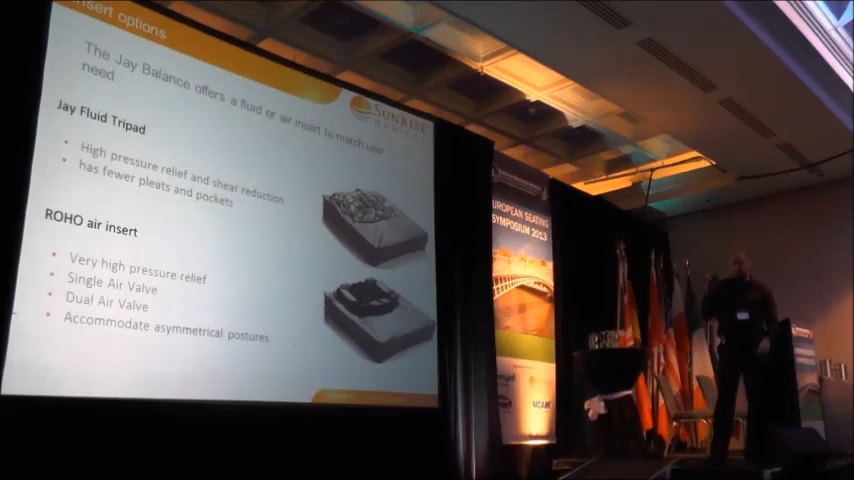 Insert options
SUNRISE
MEDICAL
The Jay Balance offers a fluid or air insert to match user
need
Jay Fluid Tripad
• High pressure relief and shear reduction
• has fewer pleats and pockets
ROHO air insert
• Very high pressure relief
• Single Air Valve
• Dual Air Valve
• Accommodate asymmetrical postures
EUROPEAN SEATING
SYMPOSIUM 2013